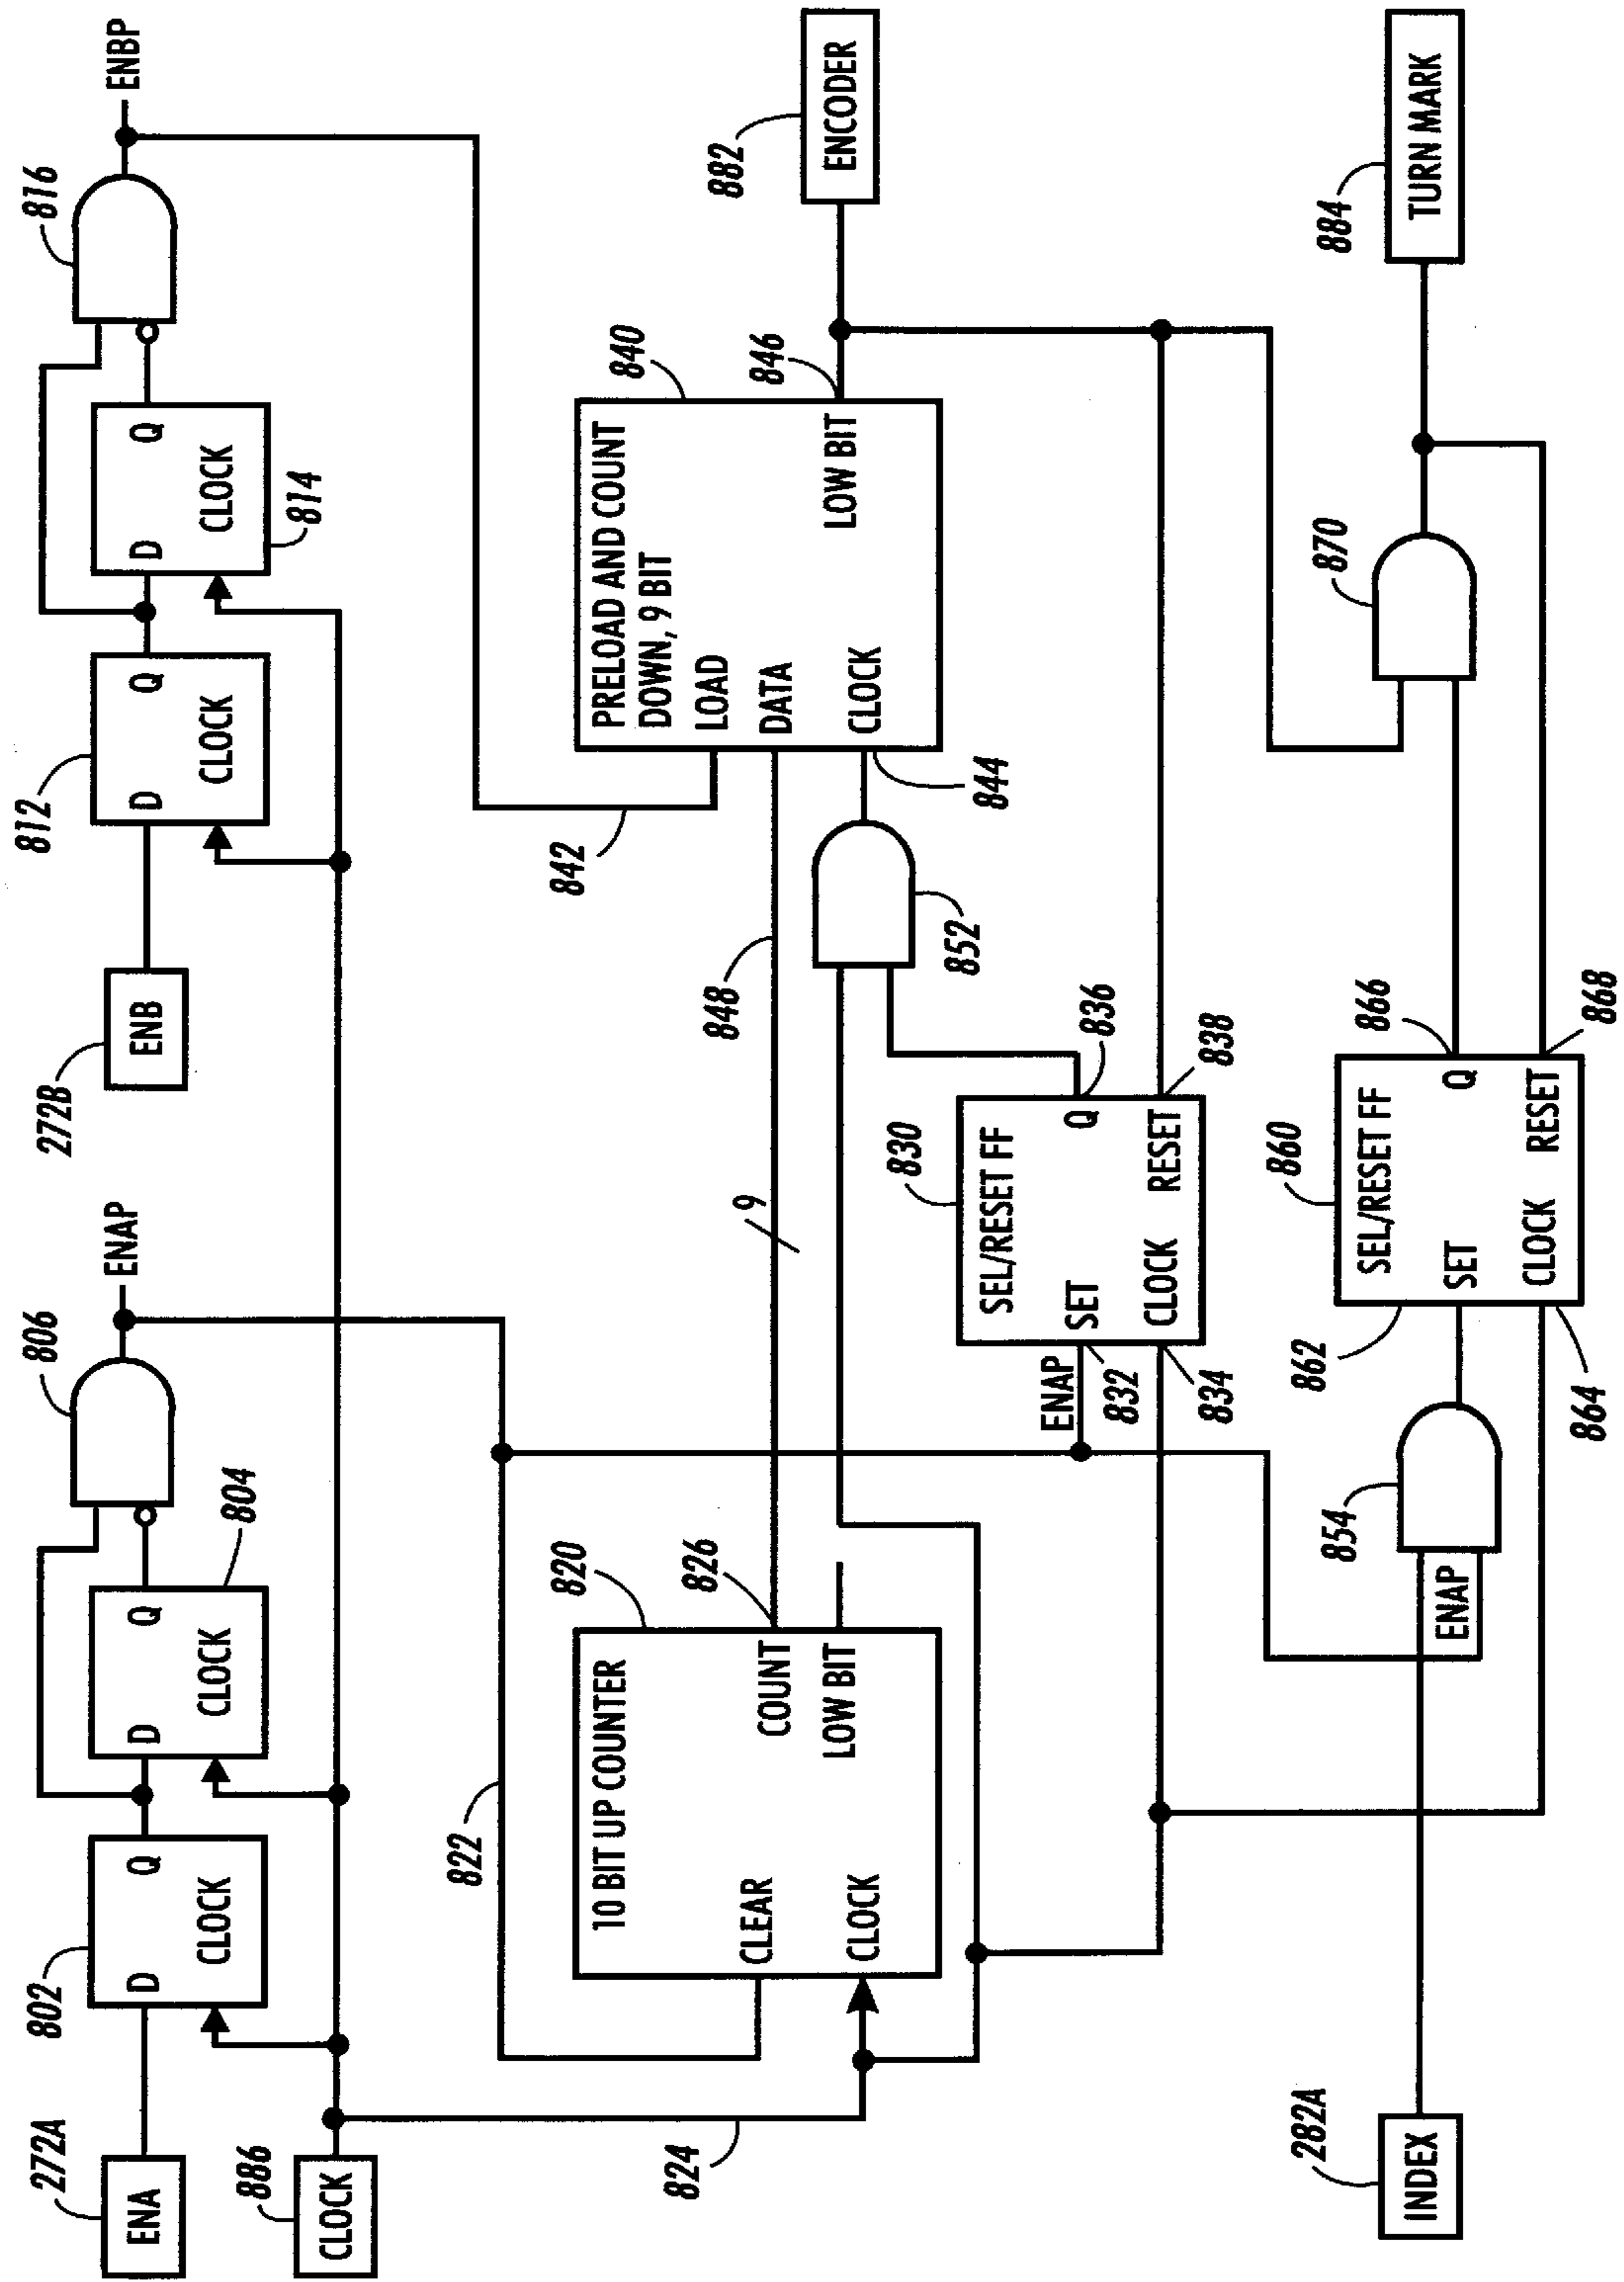 272A
ENA
802
D
Q
CLOCK
804
D
Q
CLOCK
806
ENAP
272B
ENB
812
D
Q
CLOCK
814
D
Q
CLOCK
816
ENBP
886
CLOCK
822
824
820
10 BIT UP COUNTER
CLEAR
CLOCK
COUNT
LOW BIT
826
9
848
842
840
PRELOAD AND COUNT
DOWN, 9 BIT
LOAD
DATA
CLOCK
LOW BIT
844
846
852
882
ENCODER
830
SEL/RESET FF
ENAP
SET
Q
CLOCK
RESET
832
834
836
838
282A
INDEX
854
ENAP
860
SEL/RESET FF
SET
Q
CLOCK
RESET
862
864
866
868
870
884
TURN MARK